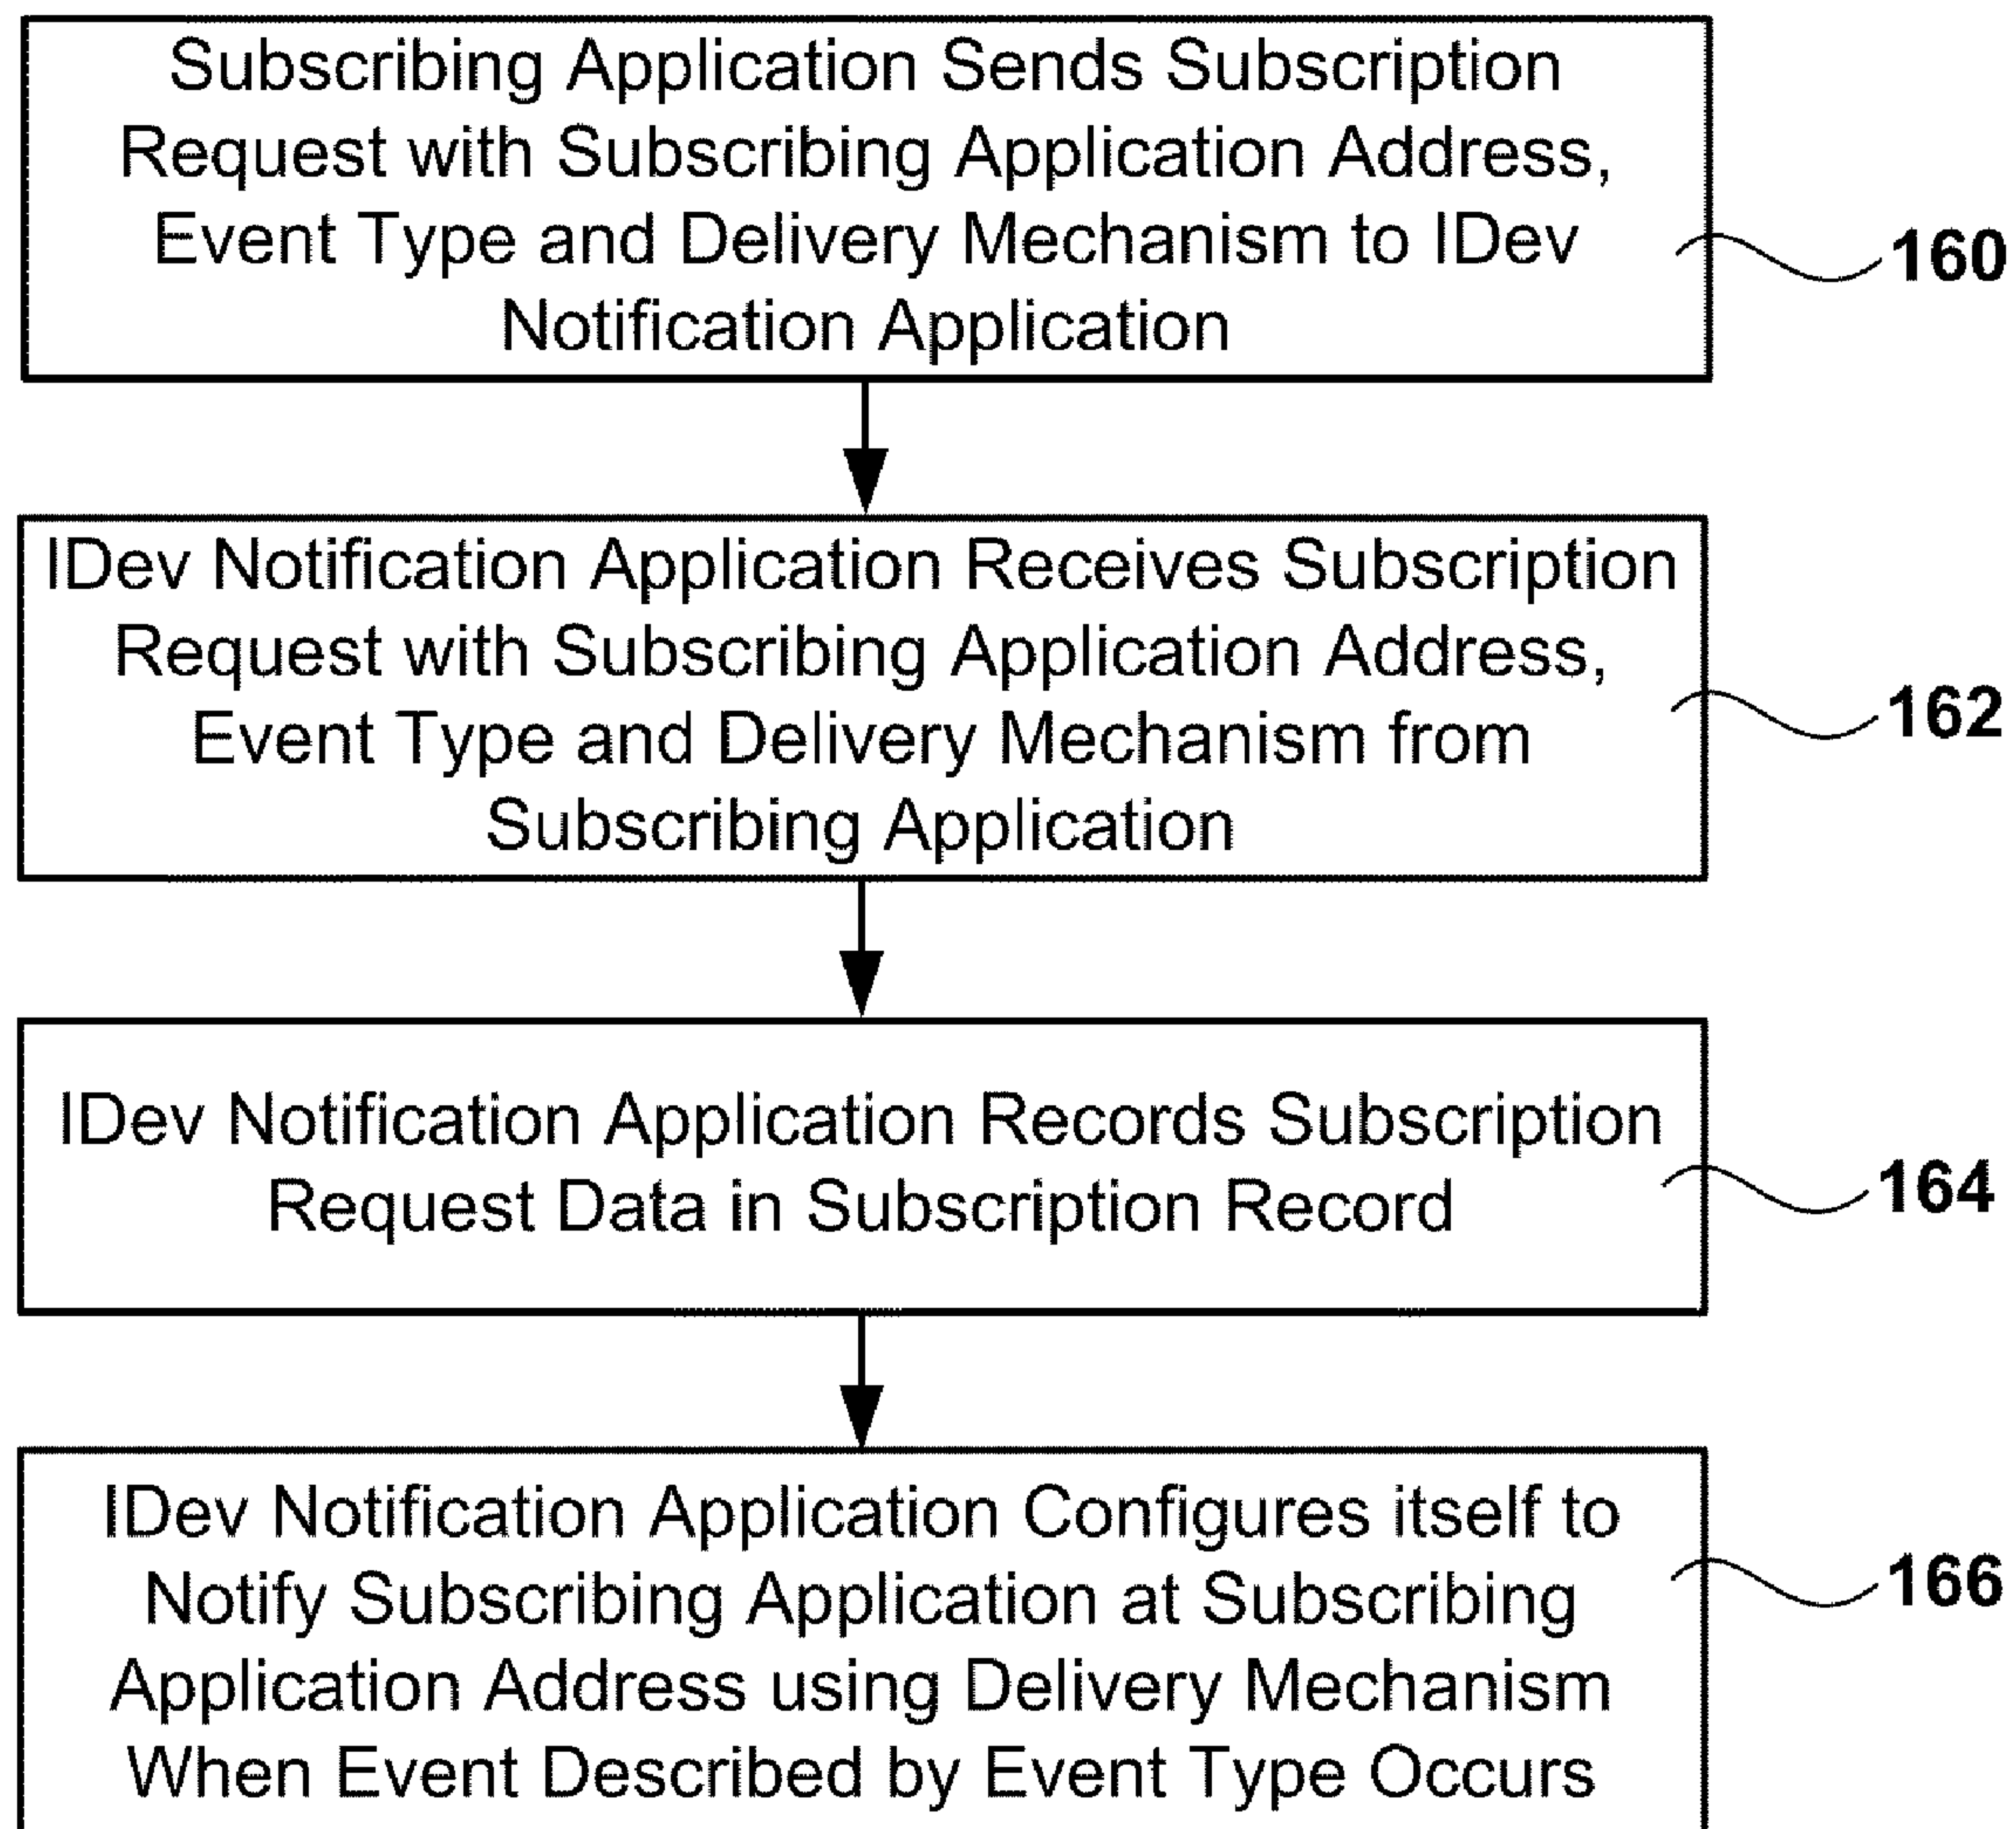 Subscribing Application Sends Subscription
Request with Subscribing Application Address,
Event Type and Delivery Mechanism to IDev
Notification Application
160
IDev Notification Application Receives Subscription
Request with Subscribing Application Address,
Event Type and Delivery Mechanism from
Subscribing Application
162
IDev Notification Application Records Subscription
Request Data in Subscription Record
164
IDev Notification Application Configures itself to
Notify Subscribing Application at Subscribing
Application Address using Delivery Mechanism
When Event Described by Event Type Occurs
166